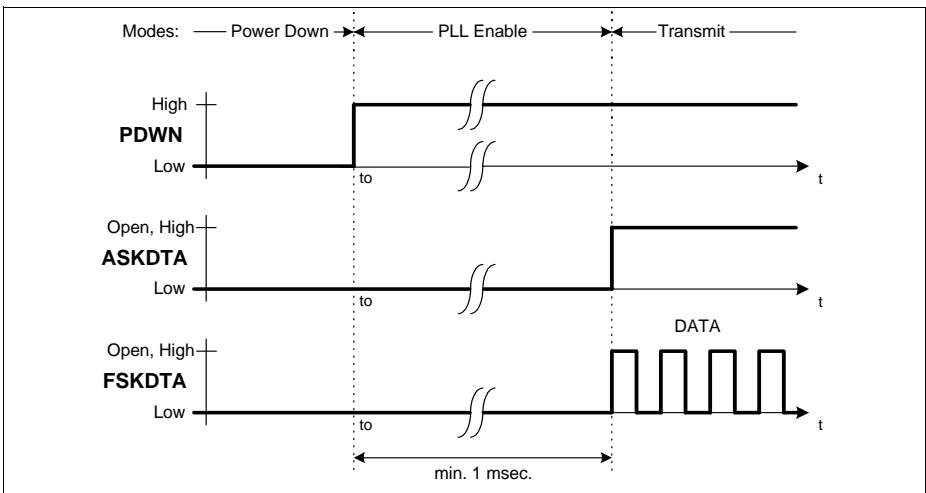 Modes: Power Down PLL Enable Transmit
High
PDWN
Low
to
t
Open, High
ASKDTA
Low
to
t
DATA
Open, High
FSKDTA
Low
to
t
min. 1 msec.